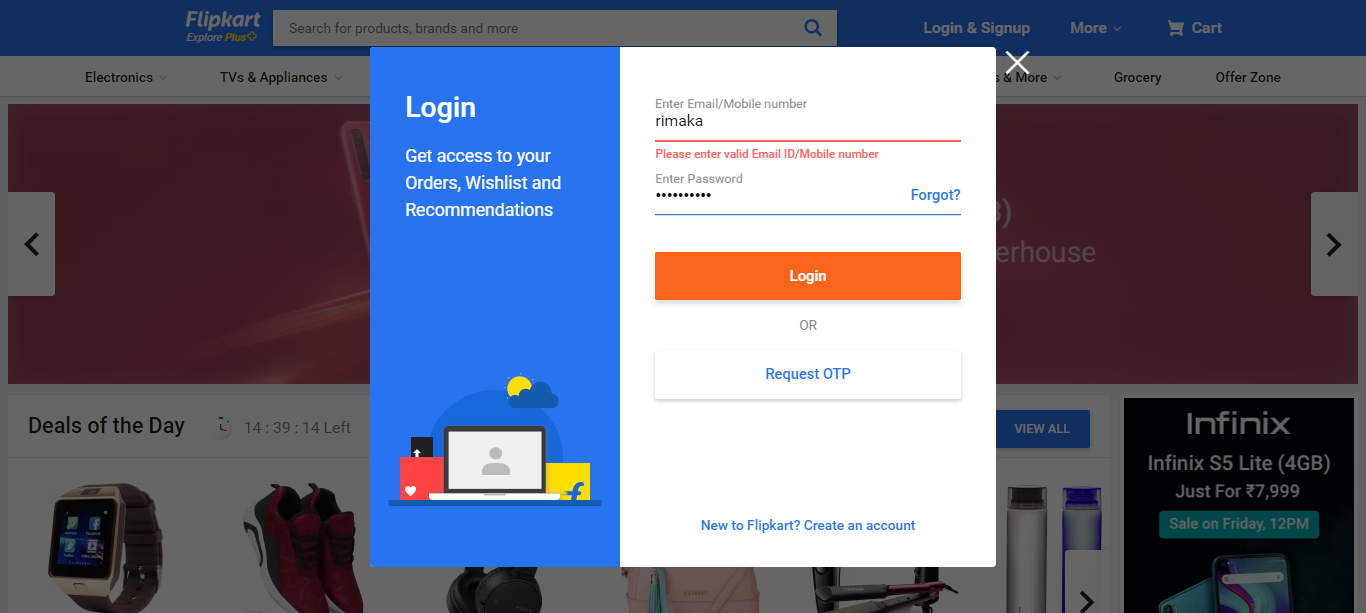 Flipkart
Explore Plus
Search for products, brands and more
Login & Signup
More
Cart
Electronics
TVs & Appliances
& More
Grocery
Offer Zone
Login
Get access to your
Orders, Wishlist and
Recommendations
Enter Email/Mobile number
rimaka
Please enter valid Email ID/Mobile number
Enter Password
••••••••••
Forgot?
Login
OR
Request OTP
New to Flipkart? Create an account
Deals of the Day
14 : 39 : 14 Left
VIEW ALL
Infinix
Infinix S5 Lite (4GB)
Just For ₹7,999
Sale on Friday, 12PM